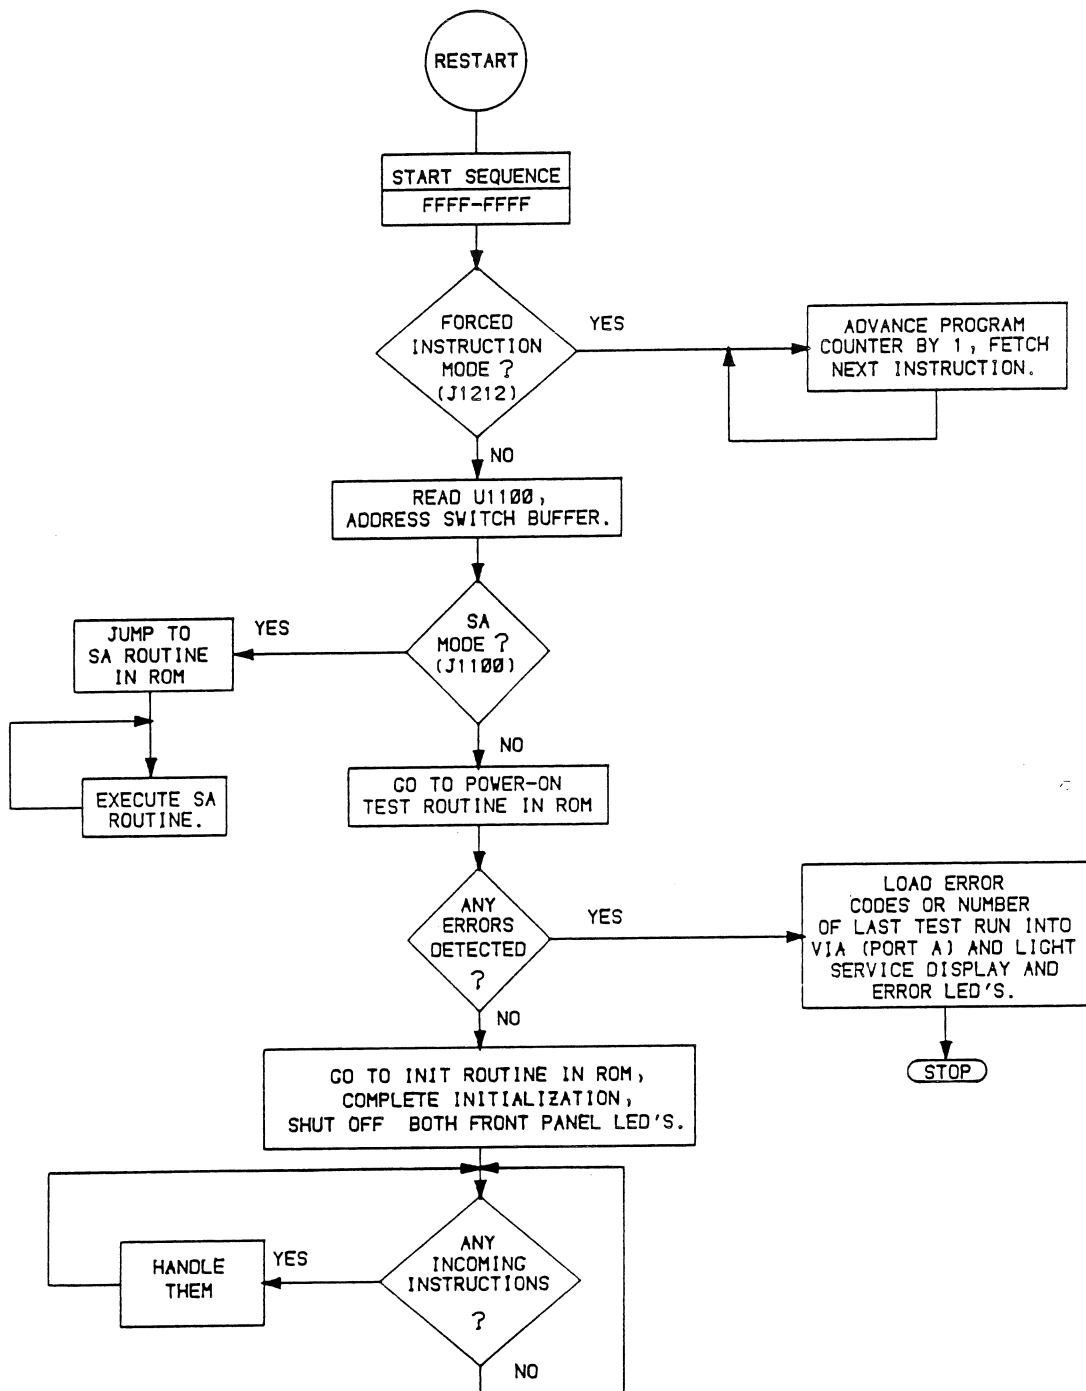 RESTART
START SEQUENCE
FFFF-FFFF
FORCED
INSTRUCTION
MODE ?
(J1212)
YES
ADVANCE PROGRAM
COUNTER BY 1, FETCH
NEXT INSTRUCTION.
NO
READ U1100,
ADDRESS SWITCH BUFFER.
SA
MODE ?
(J1100)
YES
JUMP TO
SA ROUTINE
IN ROM
EXECUTE SA
ROUTINE.
NO
GO TO POWER-ON
TEST ROUTINE IN ROM
ANY
ERRORS
DETECTED
?
YES
LOAD ERROR
CODES OR NUMBER
OF LAST TEST RUN INTO
VIA (PORT A) AND LIGHT
SERVICE DISPLAY AND
ERROR LED'S.
STOP
NO
GO TO INIT ROUTINE IN ROM,
COMPLETE INITIALIZATION,
SHUT OFF BOTH FRONT PANEL LED'S.
ANY
INCOMING
INSTRUCTIONS
?
YES
HANDLE
THEM
NO